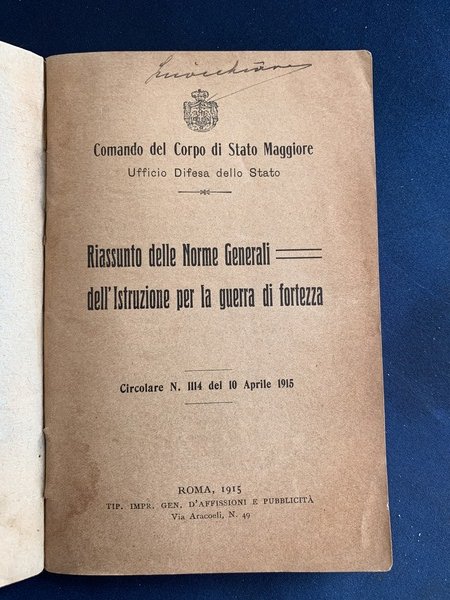 Comando del Corpo di Stato Maggiore
Ufficio Difesa dello Stato
Riassunto delle Norme Generali
dell'Istruzione per la guerra di fortezza
Circolare N. 1114 del 10 Aprile 1915
ROMA, 1915
TIP. IMPR. GEN. D'AFFISSIONI E PUBBLICITÀ
Via Aracoeli, N. 49